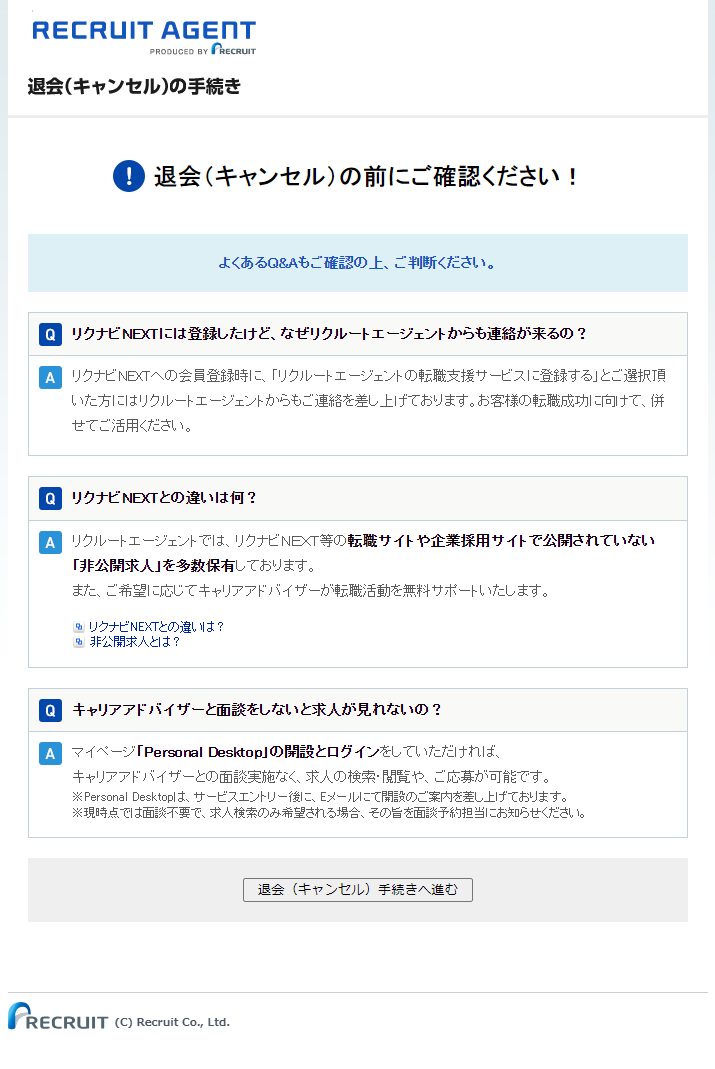 RECRUIT AGENT
PRODUCED BY RECRUIT
退会(キャンセル)の手続き
! 退会(キャンセル)の前にご確認ください!
よくあるQ&Aもご確認の上、ご判断ください。
Q リクナビNEXTには登録したけど、なぜリクルートエージェントからも連絡が来るの?
A リクナビNEXTへの会員登録時に、「リクルートエージェントの転職支援サービスに登録する」とご選択頂
いた方にはリクルートエージェントからもご連絡を差し上げております。お客様の転職成功に向けて、併
せてご活用ください。
Q リクナビNEXTとの違いは何?
A リクルートエージェントでは、リクナビNEXT等の転職サイトや企業採用サイトで公開されていない
「非公開求人」を多数保有しております。
また、ご希望に応じてキャリアアドバイザーが転職活動を無料サポートいたします。
リクナビNEXTとの違いは?
非公開求人とは?
Q キャリアアドバイザーと面談をしないと求人が見れないの?
A マイページ「Personal Desktop」の開設とログインをしていただければ、
キャリアアドバイザーとの面談実施なく、求人の検索・閲覧や、ご応募が可能です。
※Personal Desktopは、サービスエントリー後に、Eメールにて開設のご案内を差し上げております。
※現時点では面談不要で、求人検索のみ希望される場合、その旨を面談予約担当にお知らせください。
退会(キャンセル)手続きへ進む
RECRUIT (C) Recruit Co., Ltd.